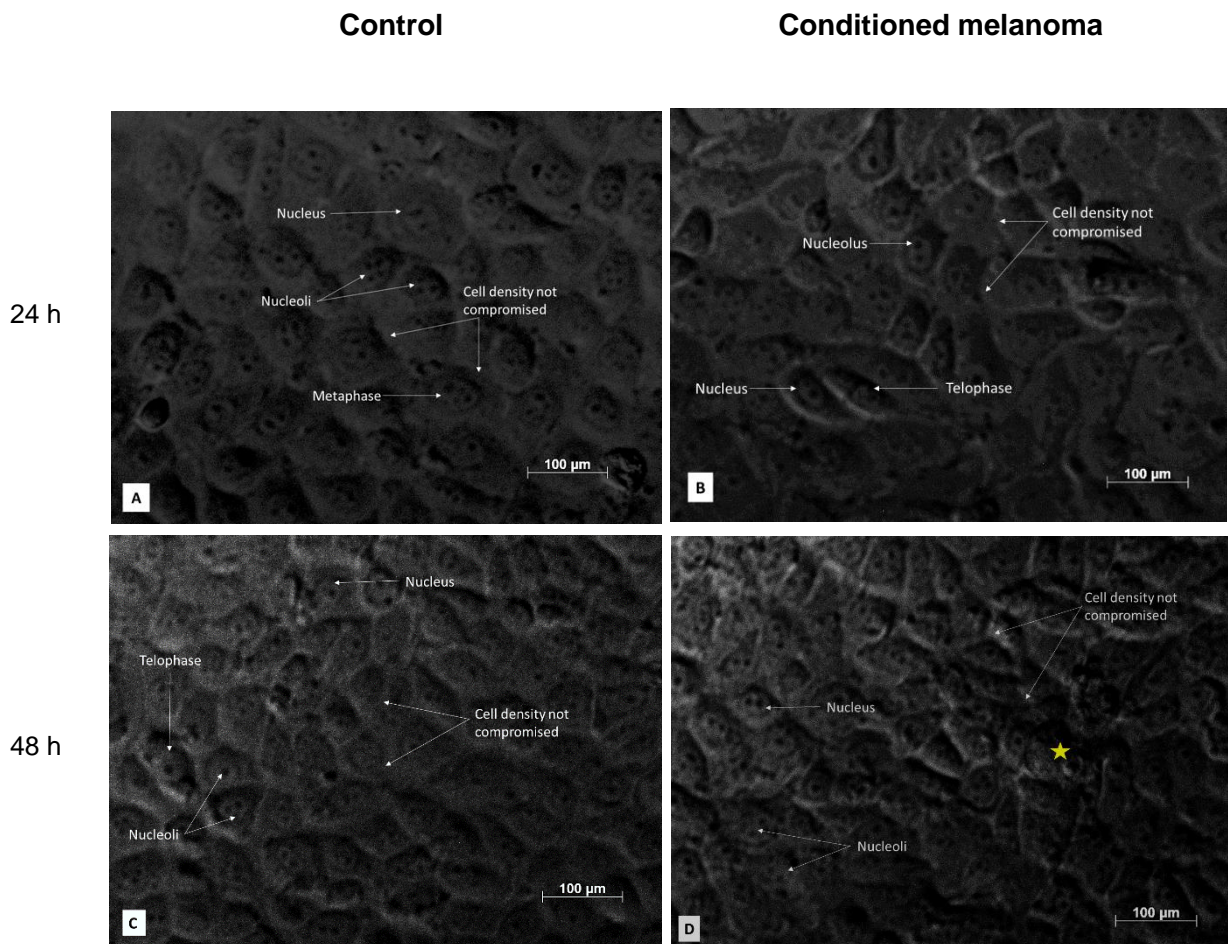 Control
Conditioned melanoma
24 h
Nucleus
Nucleoli
Cell density not
compromised
Metaphase
100 µm
A
Cell density not
compromised
Nucleolus
Nucleus
Telophase
100 µm
B
48 h
Nucleus
Telophase
Cell density not
compromised
Nucleoli
100 µm
C
Cell density not
compromised
Nucleus
Nucleoli
100 µm
D